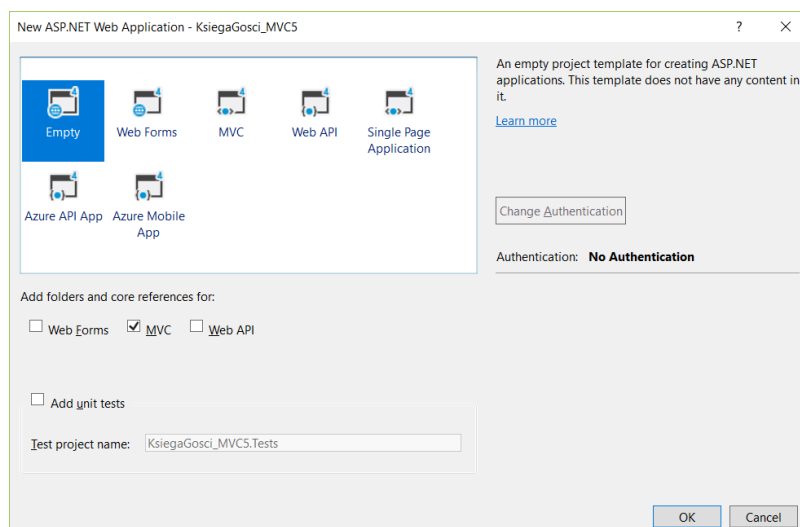 New ASP.NET Web Application - KsiegaGosci_MVC5
?
An empty project template for creating ASP.NET
applications. This template does not have any content in
it.
Learn more
Empty
Web Forms
MVC
Web API
Single Page
Application
Azure API App
Azure Mobile
App
Change Authentication
Authentication: No Authentication
Add folders and core references for:
Web Forms
MVC
Web API
Add unit tests
Test project name: KsiegaGosci_MVC5.Tests
OK
Cancel